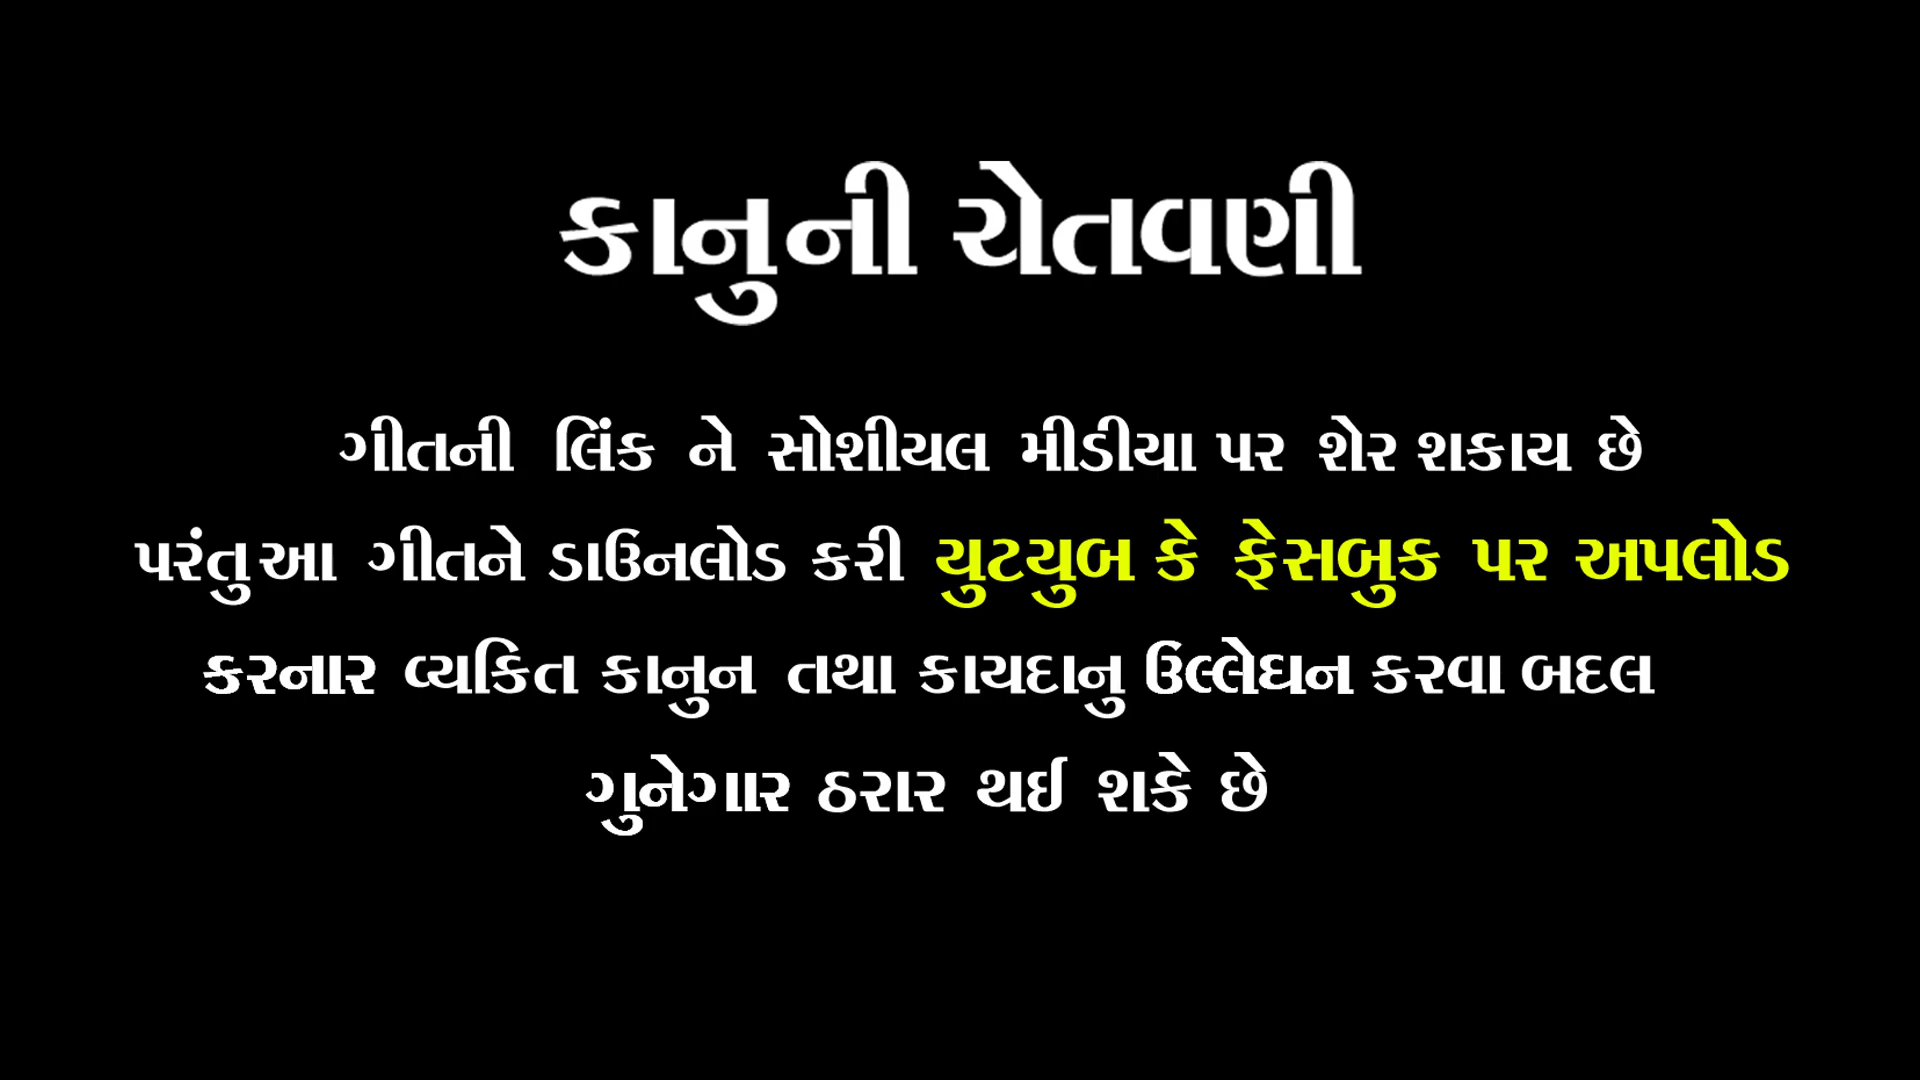 કાનુની ચેતવણી
ગીતની લિંક ને સોશીયલ મીડીયા પર શેર શકાય છે
પરંતુ આ ગીતને ડાઉનલોડ કરી યુટયુબ કે ફેસબુક પર અપલોડ
કરનાર વ્યકિત કાનુન તથા કાયદાનુ ઉલ્લેઘન કરવા બદલ
ગુનેગાર ઠરાર થઈ શકે છે